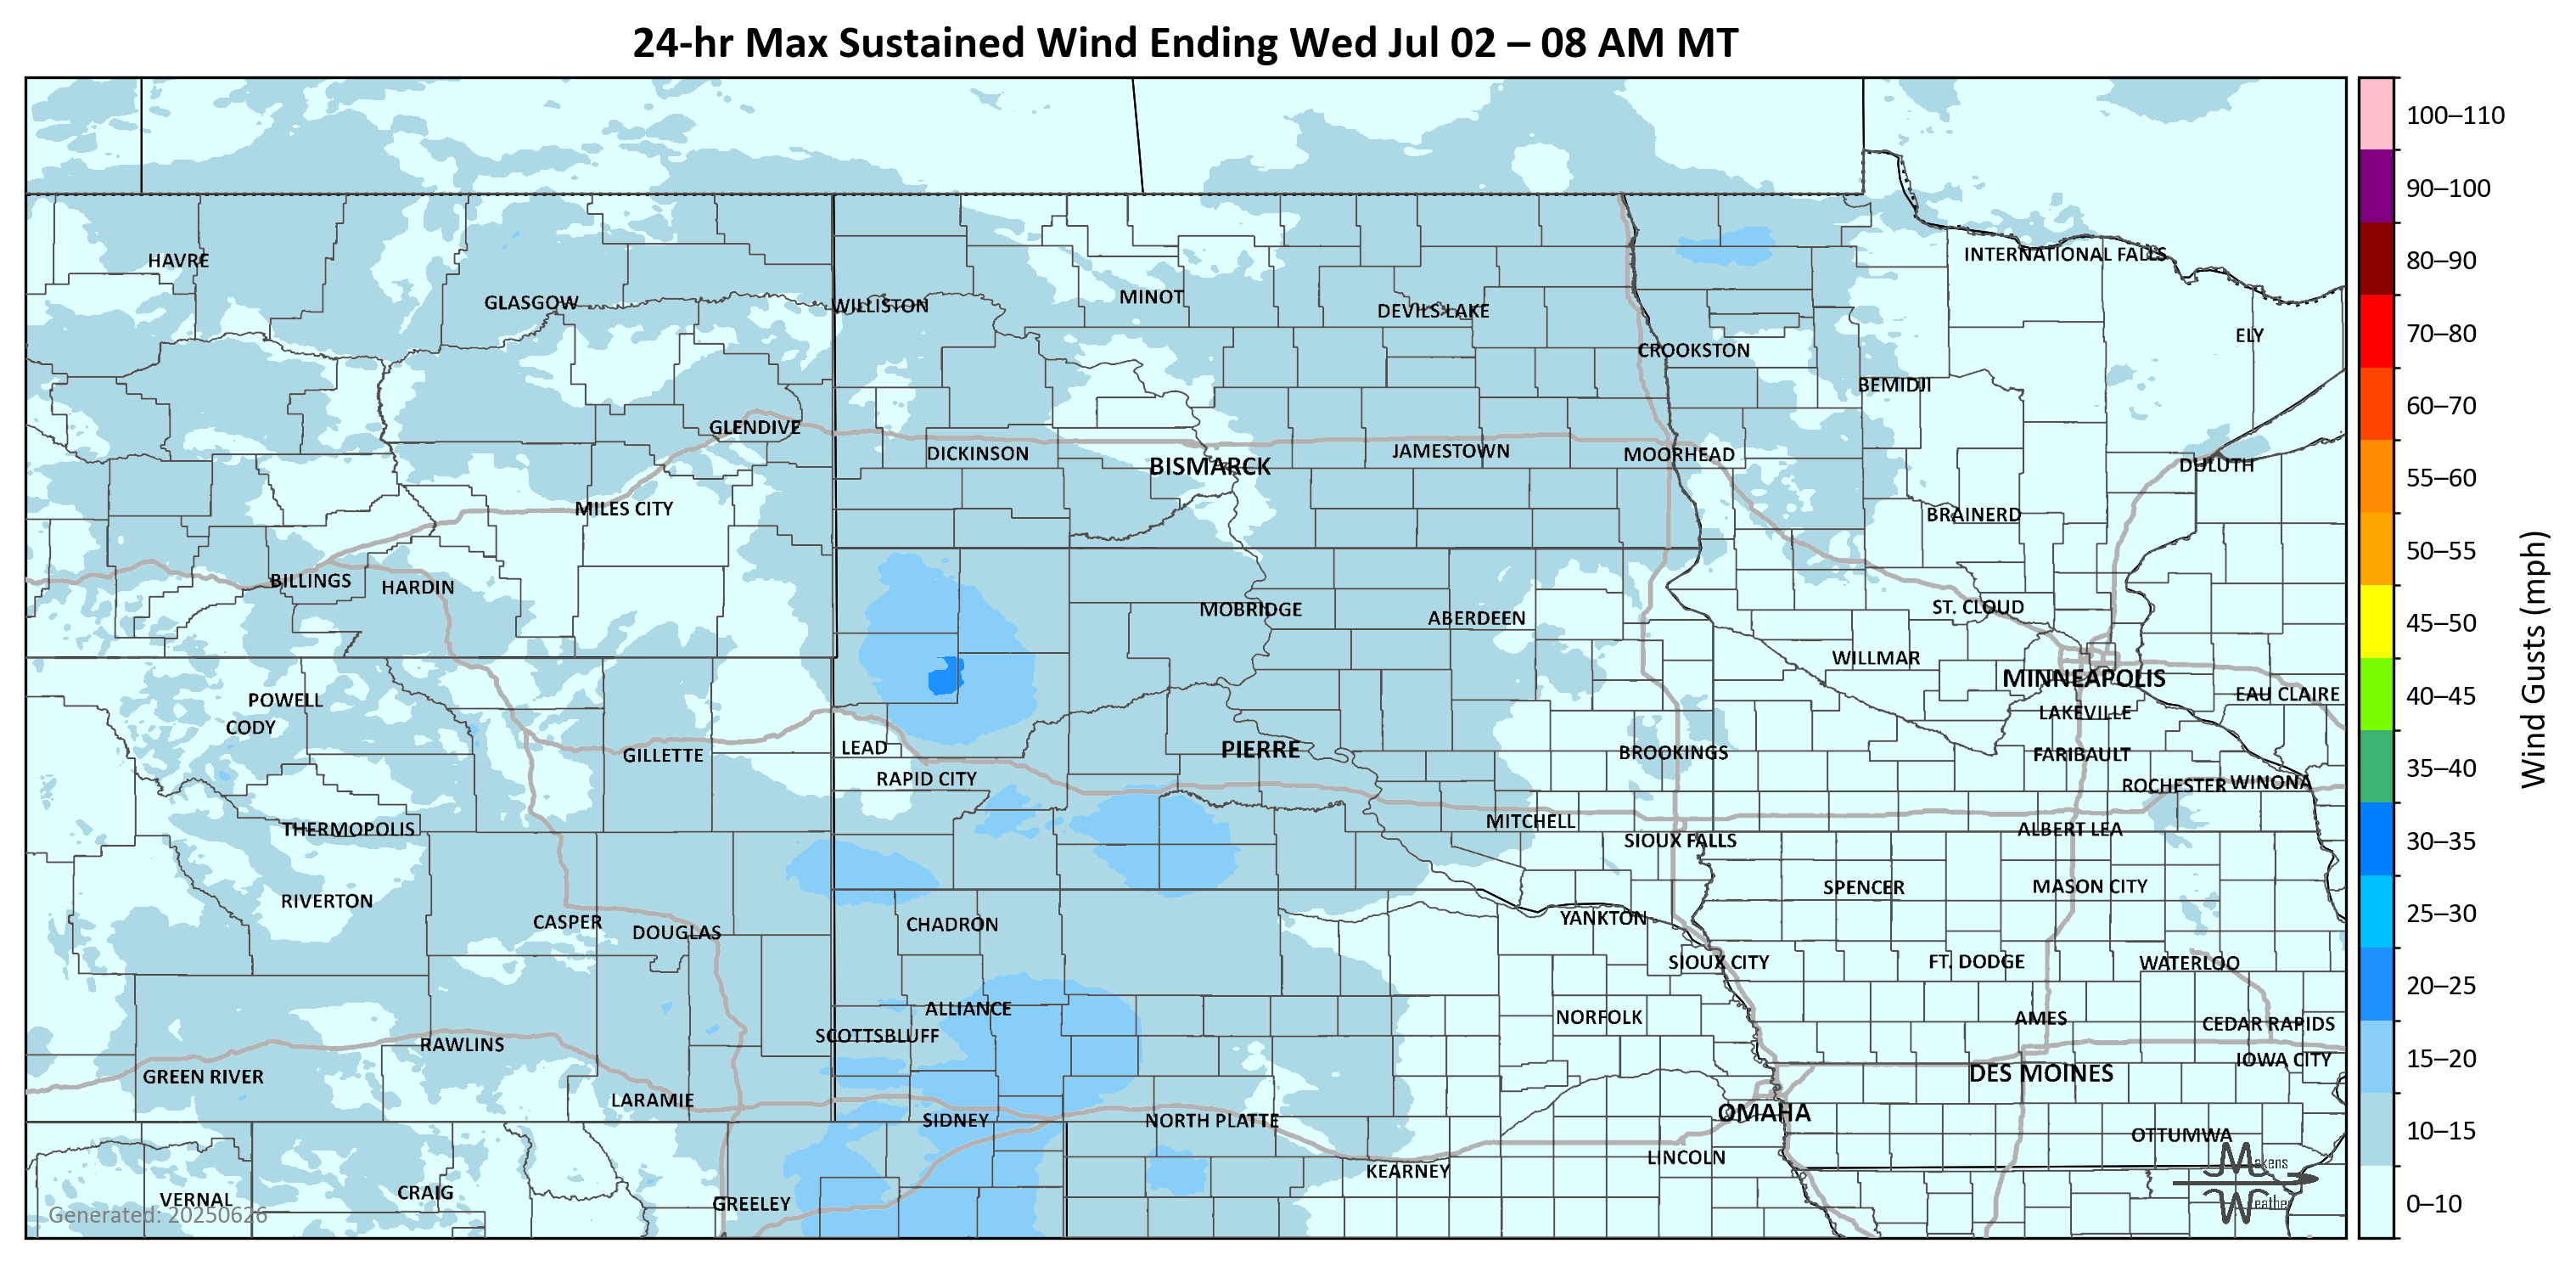 24-hr Max Sustained Wind Ending Wed Jul 02 – 08 AM MT
100–110
90–100
80–90
70–80
60–70
55–60
50–55
45–50
40–45
35–40
30–35
25–30
20–25
15–20
10–15
0–10
Wind Gusts (mph)
INTERNATIONAL FALLS
HAVRE
MINOT
GLASGOW
WILLISTON
DEVILS LAKE
ELY
CROOKSTON
BEMIDJI
GLENDIVE
DICKINSON
JAMESTOWN
MOORHEAD
BISMARCK
DULUTH
MILES CITY
BRAINERD
BILLINGS
HARDIN
MOBRIDGE
ABERDEEN
ST. CLOUD
WILLMAR
MINNEAPOLIS
EAU CLAIRE
POWELL
LAKEVILLE
CODY
GILLETTE
LEAD
PIERRE
BROOKINGS
FARIBAULT
RAPID CITY
ROCHESTER
WINONA
THERMOPOLIS
MITCHELL
ALBERT LEA
SIOUX FALLS
SPENCER
MASON CITY
RIVERTON
CASPER
DOUGLAS
CHADRON
YANKTON
SIOUX CITY
FT. DODGE
WATERLOO
ALLIANCE
NORFOLK
AMES
CEDAR RAPIDS
SCOTTSBLUFF
RAWLINS
IOWA CITY
GREEN RIVER
DES MOINES
LARAMIE
SIDNEY
NORTH PLATTE
OMAHA
OTTUMWA
KEARNEY
LINCOLN
VERNAL
CRAIG
GREELEY
Generated: 20250626
Makens
Weather